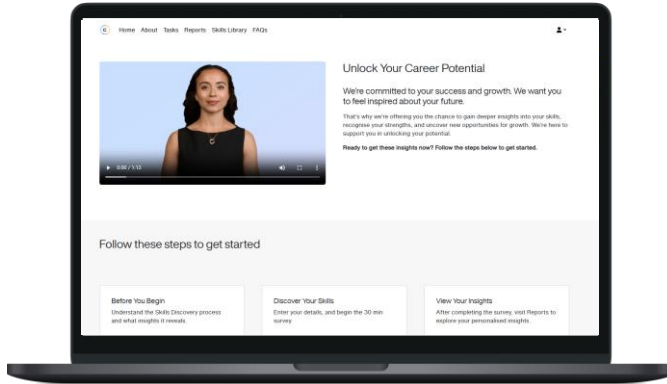 Home About Tasks Reports Skills Library FAQs
Unlock Your Career Potential
We're committed to your success and growth. We want you
to feel inspired about your future.
That's why we're offering you the chance to gain deeper insights into your skills,
recognise your strengths, and uncover new opportunities for growth. We're here to
support you in unlocking your potential.
Ready to get these insights now? Follow the steps below to get started.
0:00 / 1:12
Follow these steps to get started
Before You Begin
Understand the Skills Discovery process
and what insights it reveals.
Discover Your Skills
Enter your details, and begin the 30 min
survey.
View Your Insights
After completing the survey, visit Reports to
explore your personalised insights.